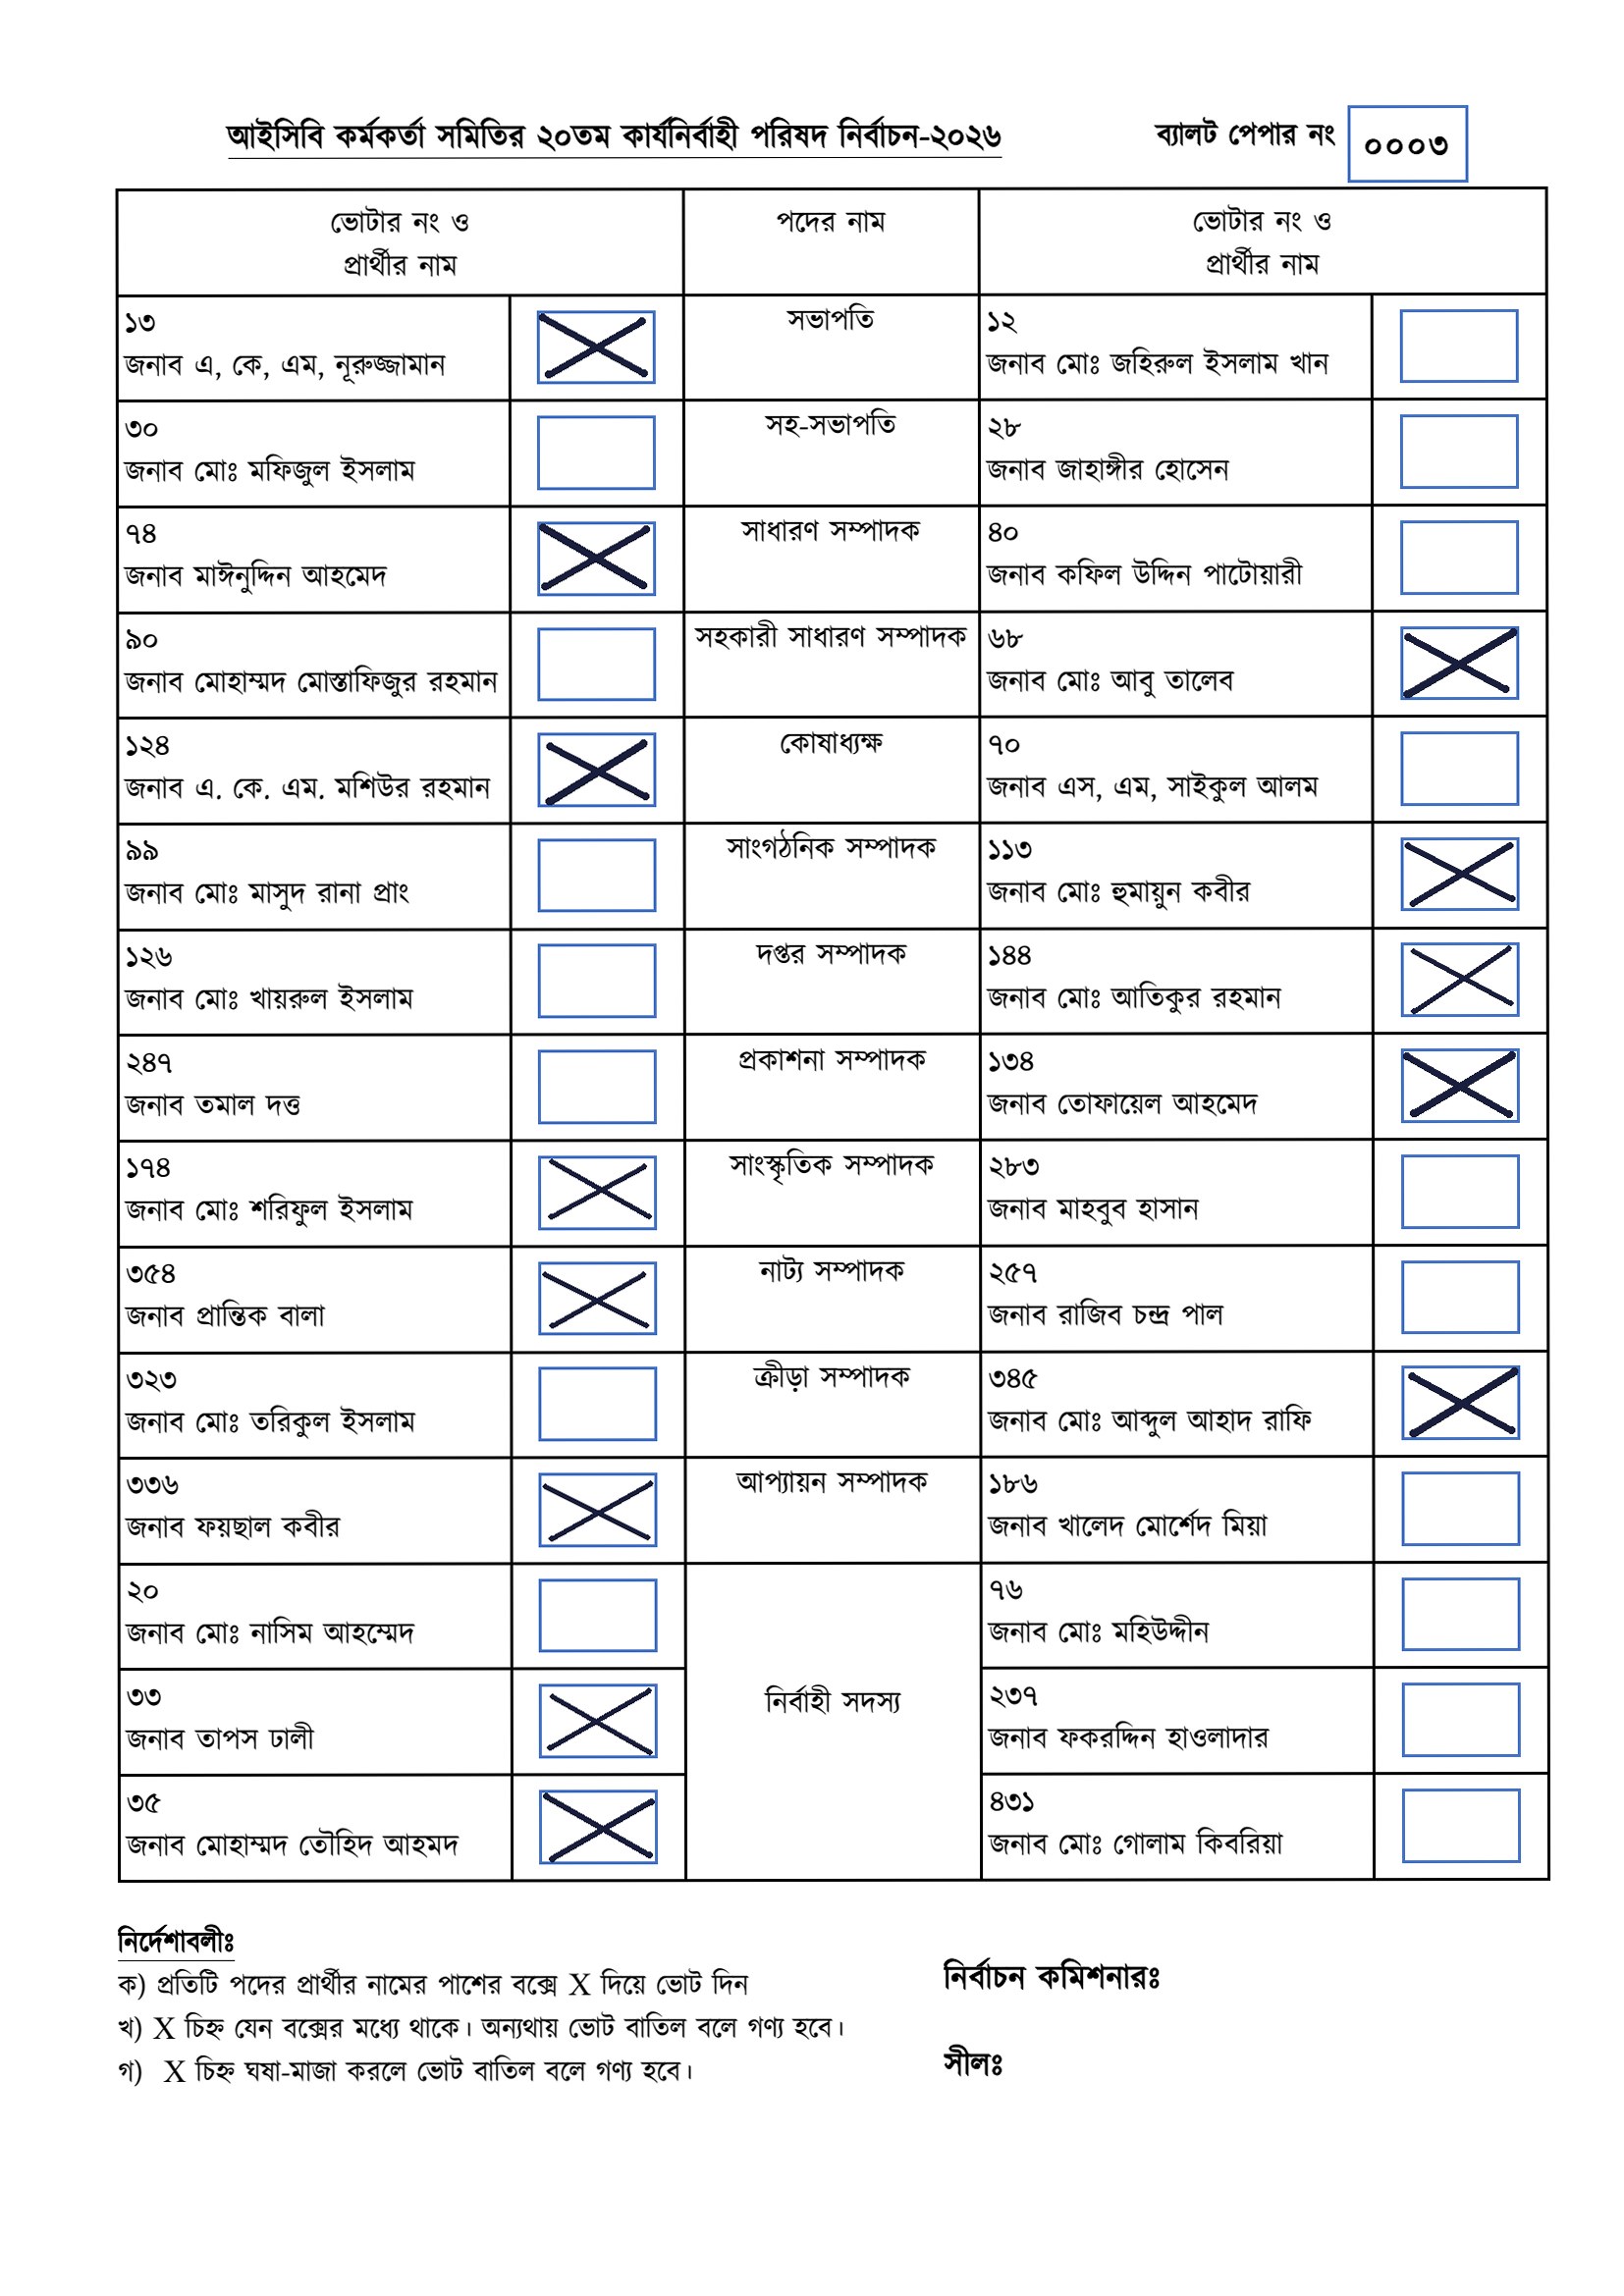 আইসিবি কর্মকর্তা সমিতির ২০তম কার্যনির্বাহী পরিষদ নির্বাচন-২০২৬
ব্যালট পেপার নং ০০০৩
ভোটার নং ও
প্রার্থীর নাম
পদের নাম
ভোটার নং ও
প্রার্থীর নাম
১৩
জনাব এ, কে, এম, নূরুজ্জামান
সভাপতি
১২
জনাব মোঃ জহিরুল ইসলাম খান
৩০
জনাব মোঃ মফিজুল ইসলাম
সহ-সভাপতি
২৮
জনাব জাহাঙ্গীর হোসেন
৭৪
জনাব মাঈনুদ্দিন আহমেদ
সাধারণ সম্পাদক
৪০
জনাব কফিল উদ্দিন পাটোয়ারী
৯০
জনাব মোহাম্মদ মোস্তাফিজুর রহমান
সহকারী সাধারণ সম্পাদক
৬৮
জনাব মোঃ আবু তালেব
১২৪
জনাব এ. কে. এম. মশিউর রহমান
কোষাধ্যক্ষ
৭০
জনাব এস, এম, সাইকুল আলম
৯৯
জনাব মোঃ মাসুদ রানা প্রাং
সাংগঠনিক সম্পাদক
১১৩
জনাব মোঃ হুমায়ুন কবীর
১২৬
জনাব মোঃ খায়রুল ইসলাম
দপ্তর সম্পাদক
১৪৪
জনাব মোঃ আতিকুর রহমান
২৪৭
জনাব তমাল দত্ত
প্রকাশনা সম্পাদক
১৩৪
জনাব তোফায়েল আহমেদ
১৭৪
জনাব মোঃ শরিফুল ইসলাম
সাংস্কৃতিক সম্পাদক
২৮৩
জনাব মাহবুব হাসান
৩৫৪
জনাব প্রান্তিক বালা
নাট্য সম্পাদক
২৫৭
জনাব রাজিব চন্দ্র পাল
৩২৩
জনাব মোঃ তরিকুল ইসলাম
ক্রীড়া সম্পাদক
৩৪৫
জনাব মোঃ আব্দুল আহাদ রাফি
৩৩৬
জনাব ফয়ছাল কবীর
আপ্যায়ন সম্পাদক
১৮৬
জনাব খালেদ মোর্শেদ মিয়া
২০
জনাব মোঃ নাসিম আহম্মেদ
৭৬
জনাব মোঃ মহিউদ্দীন
৩৩
জনাব তাপস ঢালী
নির্বাহী সদস্য
২৩৭
জনাব ফকরদ্দিন হাওলাদার
৩৫
জনাব মোহাম্মদ তৌহিদ আহমদ
৪৩১
জনাব মোঃ গোলাম কিবরিয়া
নির্দেশাবলীঃ
ক) প্রতিটি পদের প্রার্থীর নামের পাশের বক্সে X দিয়ে ভোট দিন
খ) X চিহ্ন যেন বক্সের মধ্যে থাকে। অন্যথায় ভোট বাতিল বলে গণ্য হবে।
গ) X চিহ্ন ঘষা-মাজা করলে ভোট বাতিল বলে গণ্য হবে।
নির্বাচন কমিশনারঃ
সীলঃ